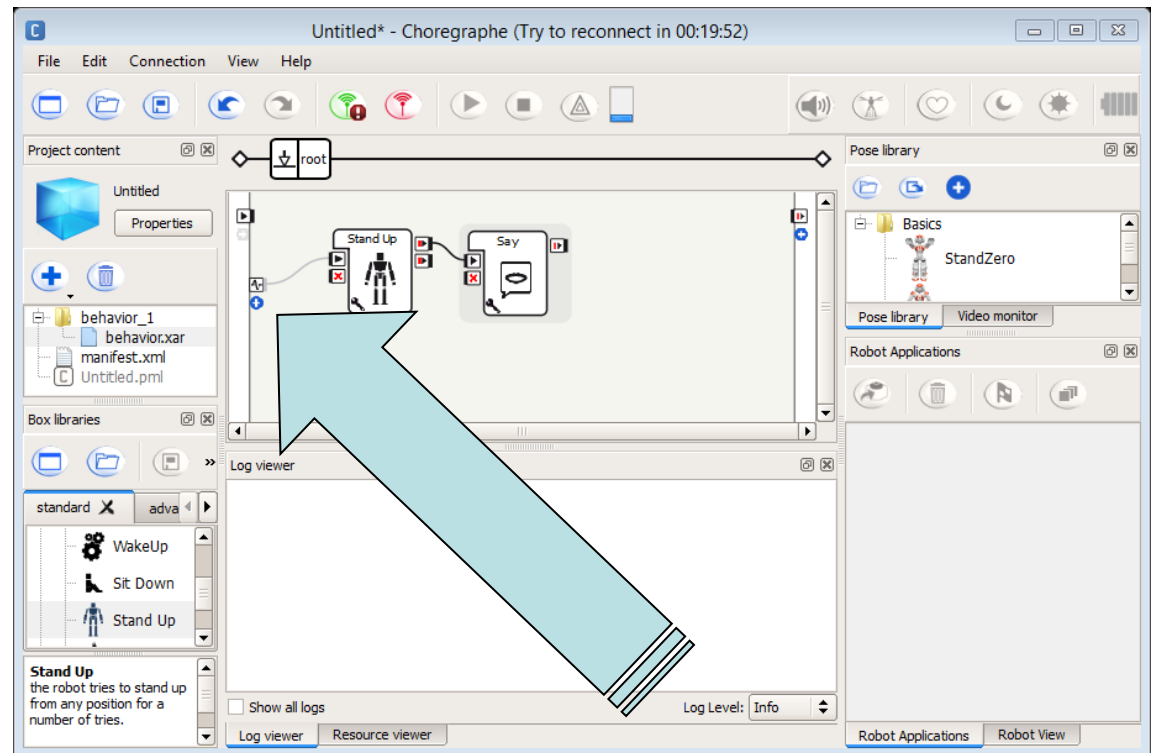 Untitled* - Choregraphe (Try to reconnect in 00:19:52)
File Edit Connection View Help
Project content
Untitled
Properties
behavior_1
behavior.xar
manifest.xml
Untitled.pml
Box libraries
standard adva
WakeUp
Sit Down
Stand Up
Stand Up
the robot tries to stand up
from any position for a
number of tries.
root
Stand Up
Say
Log viewer
Show all logs
Log Level: Info
Log viewer Resource viewer
Pose library
Basics
StandZero
Pose library Video monitor
Robot Applications
Robot Applications Robot View